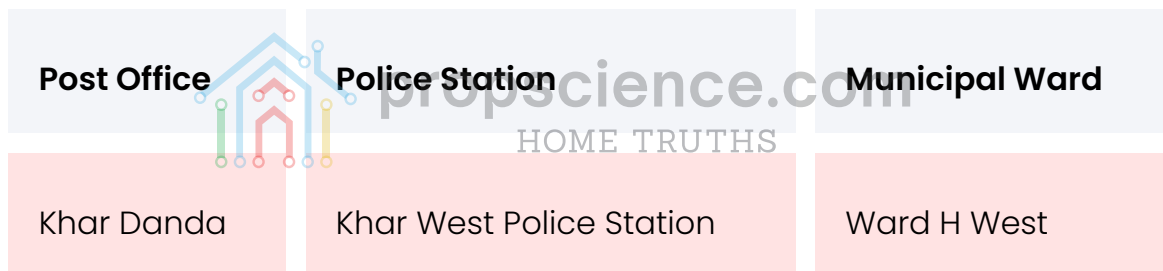 Post Office Police Station Municipal Ward
propscience.com
HOME TRUTHS
Khar Danda Khar West Police Station Ward H West